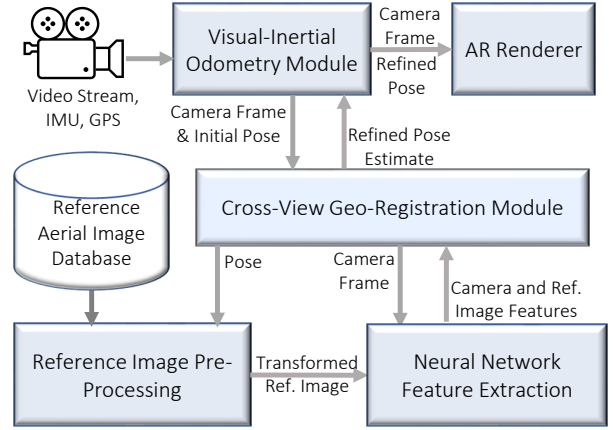 Visual-Inertial
Odometry Module
Camera
Frame
Refined
Pose
AR Renderer
Video Stream,
IMU, GPS
Camera Frame
& Initial Pose
Refined Pose
Estimate
Reference
Aerial Image
Database
Cross-View Geo-Registration Module
Pose
Camera
Frame
Camera and Ref.
Image Features
Reference Image Pre-
Processing
Transformed
Ref. Image
Neural Network
Feature Extraction